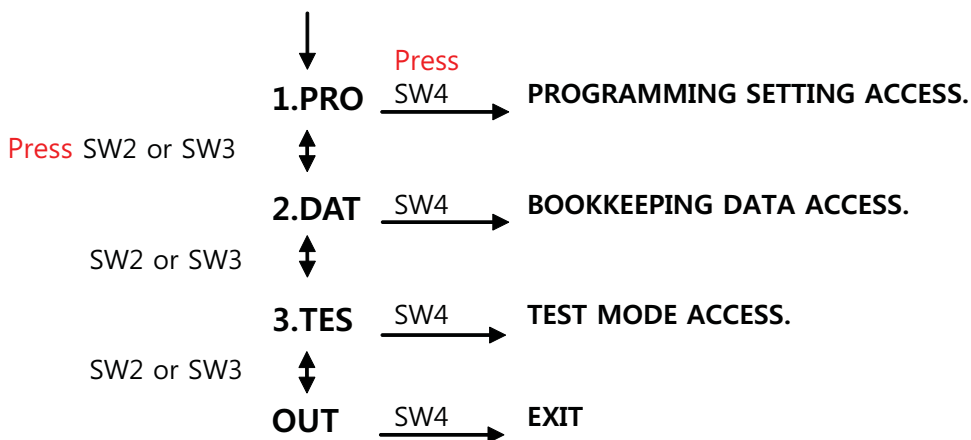 Press
1.PRO SW4 PROGRAMMING SETTING ACCESS.
Press SW2 or SW3
2.DAT SW4 BOOKKEEPING DATA ACCESS.
SW2 or SW3
3.TES SW4 TEST MODE ACCESS.
SW2 or SW3
OUT SW4 EXIT